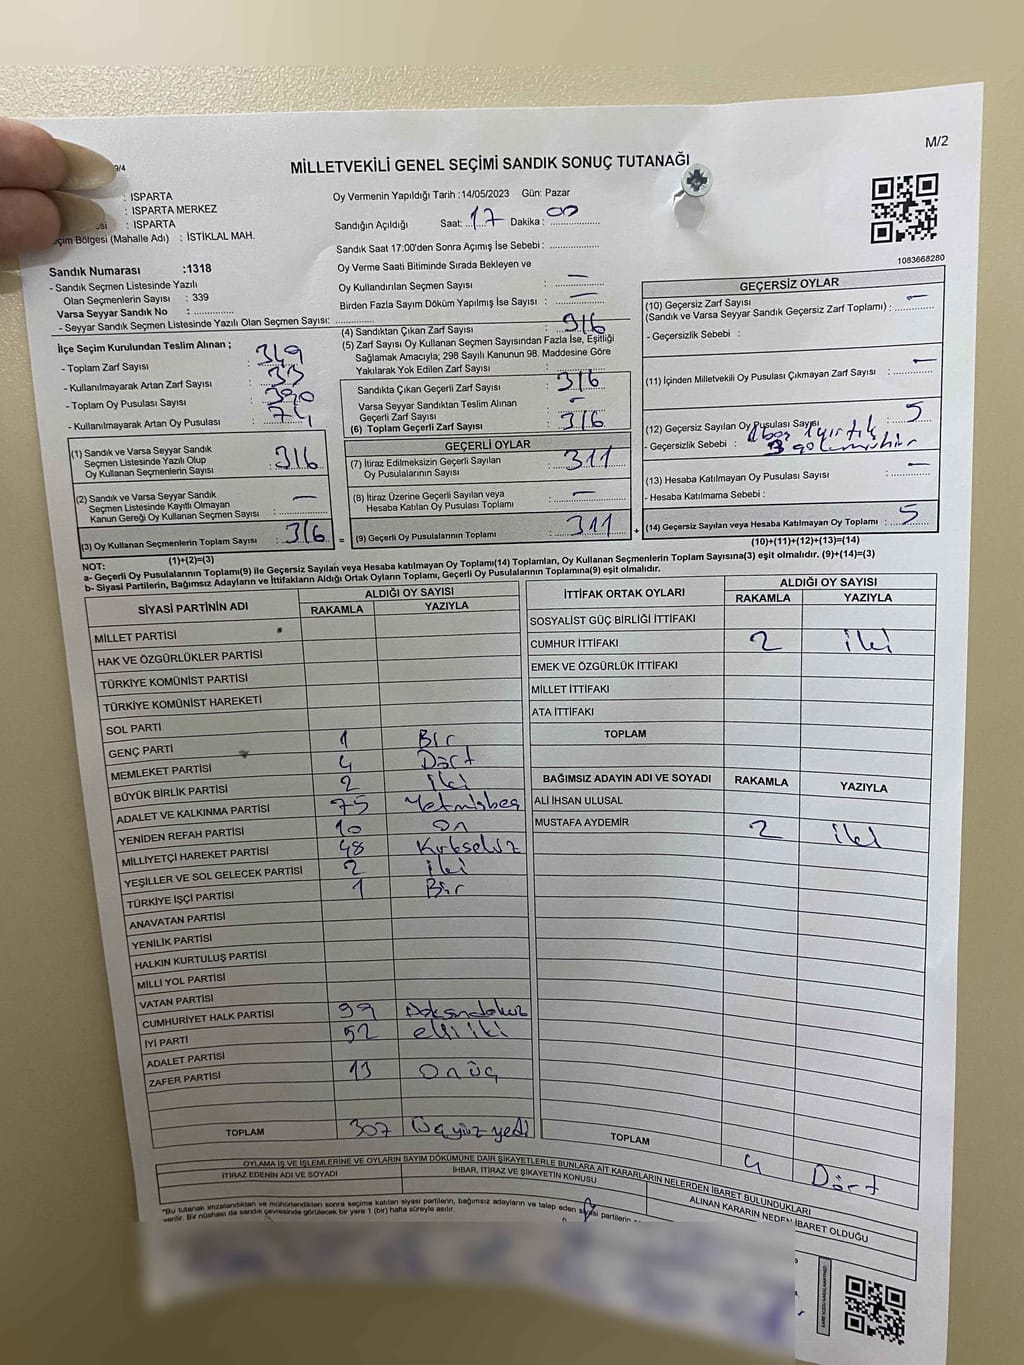 9/4
M/2
MİLLETVEKİLİ GENEL SEÇİMİ SANDIK SONUÇ TUTANAĞI
: ISPARTA
: ISPARTA MERKEZ
: ISPARTA
Seçim Bölgesi (Mahalle Adı) : İSTİKLAL MAH.
Oy Vermenin Yapıldığı Tarih :14/05/2023 Gün: Pazar
Sandığın Açıldığı Saat: 17 Dakika : 00
Sandık Saat 17:00'den Sonra Açımış İse Sebebi :
Oy Verme Saati Bitiminde Sırada Bekleyen ve
Oy Kullandırılan Seçmen Sayısı : —
Birden Fazla Sayım Döküm Yapılmış İse Sayısı : —
1083668280
Sandık Numarası :1318
- Sandık Seçmen Listesinde Yazılı
Olan Seçmenlerin Sayısı : 339
Varsa Seyyar Sandık No :
- Seyyar Sandık Seçmen Listesinde Yazılı Olan Seçmen Sayısı:
İlçe Seçim Kurulundan Teslim Alınan ;
- Toplam Zarf Sayısı : 349
- Kullanılmayarak Artan Zarf Sayısı : 33
- Toplam Oy Pusulası Sayısı : 390
- Kullanılmayarak Artan Oy Pusulası : 74
(1) Sandık ve Varsa Seyyar Sandık
Seçmen Listesinde Yazılı Olup
Oy Kullanan Seçmenlerin Sayısı : 316
(2) Sandık ve Varsa Seyyar Sandık
Seçmen Listesinde Kayıtlı Olmayan
Kanun Gereği Oy Kullanan Seçmen Sayısı : —
(3) Oy Kullanan Seçmenlerin Toplam Sayısı : 316
(1)+(2)=(3)
(4) Sandıktan Çıkan Zarf Sayısı : 316
(5) Zarf Sayısı Oy Kullanan Seçmen Sayısından Fazla İse, Eşitliği
Sağlamak Amacıyla; 298 Sayılı Kanunun 98. Maddesine Göre
Yakılarak Yok Edilen Zarf Sayısı :
Sandıkta Çıkan Geçerli Zarf Sayısı : 316
Varsa Seyyar Sandıktan Teslim Alınan
Geçerli Zarf Sayısı : -
(6) Toplam Geçerli Zarf Sayısı : 316
GEÇERLİ OYLAR
(7) İtiraz Edilmeksizin Geçerli Sayılan
Oy Pusulalarının Sayısı : 311
(8) İtiraz Üzerine Geçerli Sayılan veya
Hesaba Katılan Oy Pusulası Toplamı : —
= (9) Geçerli Oy Pusulalarının Toplamı : 311 +
GEÇERSİZ OYLAR
(10) Geçersiz Zarf Sayısı
(Sandık ve Varsa Seyyar Sandık Geçersiz Zarf Toplamı) : —
- Geçersizlik Sebebi :
(11) İçinden Milletvekili Oy Pusulası Çıkmayan Zarf Sayısı : —
(12) Geçersiz Sayılan Oy Pusulası Sayısı : 5
- Geçersizlik Sebebi : 1 boş 1 yırtık
(13) Hesaba Katılmayan Oy Pusulası Sayısı : —
- Hesaba Katılmama Sebebi :
(14) Geçersiz Sayılan veya Hesaba Katılmayan Oy Toplamı : 5
(10)+(11)+(12)+(13)=(14)
NOT:
a- Geçerli Oy Pusulalarının Toplamı(9) ile Geçersiz Sayılan veya Hesaba katılmayan Oy Toplamı(14) Toplamları, Oy Kullanan Seçmenlerin Toplam Sayısına(3) eşit olmalıdır. (9)+(14)=(3)
b- Siyasi Partilerin, Bağımsız Adayların ve İttifakların Aldığı Ortak Oyların Toplamı, Geçerli Oy Pusulalarının Toplamına(9) eşit olmalıdır.
SİYASİ PARTİNİN ADI ALDIĞI OY SAYISI
RAKAMLA YAZIYLA
MİLLET PARTİSİ
HAK VE ÖZGÜRLÜKLER PARTİSİ
TÜRKİYE KOMÜNİST PARTİSİ
TÜRKİYE KOMÜNİST HAREKETİ
SOL PARTİ
GENÇ PARTİ 1 Bir
MEMLEKET PARTİSİ 4 Dört
BÜYÜK BİRLİK PARTİSİ 2 iki
ADALET VE KALKINMA PARTİSİ 75 Yetmişbeş
YENİDEN REFAH PARTİSİ 10 on
MİLLİYETÇİ HAREKET PARTİSİ 48 Kırksekiz
YEŞİLLER VE SOL GELECEK PARTİSİ 2 iki
TÜRKİYE İŞÇİ PARTİSİ 1 Bir
ANAVATAN PARTİSİ
YENİLİK PARTİSİ
HALKIN KURTULUŞ PARTİSİ
MİLLİ YOL PARTİSİ
VATAN PARTİSİ
CUMHURİYET HALK PARTİSİ 99 Doksandokuz
İYİ PARTİ 52 elli iki
ADALET PARTİSİ
ZAFER PARTİSİ 13 onüç
TOPLAM 307 üçyüz yedi
İTTİFAK ORTAK OYLARI ALDIĞI OY SAYISI
RAKAMLA YAZIYLA
SOSYALİST GÜÇ BİRLİĞİ İTTİFAKI
CUMHUR İTTİFAKI 2 iki
EMEK VE ÖZGÜRLÜK İTTİFAKI
MİLLET İTTİFAKI
ATA İTTİFAKI
TOPLAM
BAĞIMSIZ ADAYIN ADI VE SOYADI RAKAMLA YAZIYLA
ALİ İHSAN ULUSAL
MUSTAFA AYDEMİR 2 iki
TOPLAM 4 Dört
OYLAMA İŞ VE İŞLEMLERİNE VE OYLARIN SAYIM DÖKÜMÜNE DAİR ŞİKAYETLERLE BUNLARA AİT KARARLARIN NELERDEN İBARET BULUNDUKLARI
İTİRAZ EDENİN ADI VE SOYADI İHBAR, İTİRAZ VE ŞİKAYETİN KONUSU ALINAN KARARIN NEDEN İBARET OLDUĞU
*Bu tutanak imzalandıktan ve mühürlendikten sonra seçime katılan siyasi partilerin, bağımsız adayların ve talep eden siyasi partilerin
verilir. Bir nüshası da sandık çevresinde görülecek bir yere 1 (bir) hafta süreyle asılır.